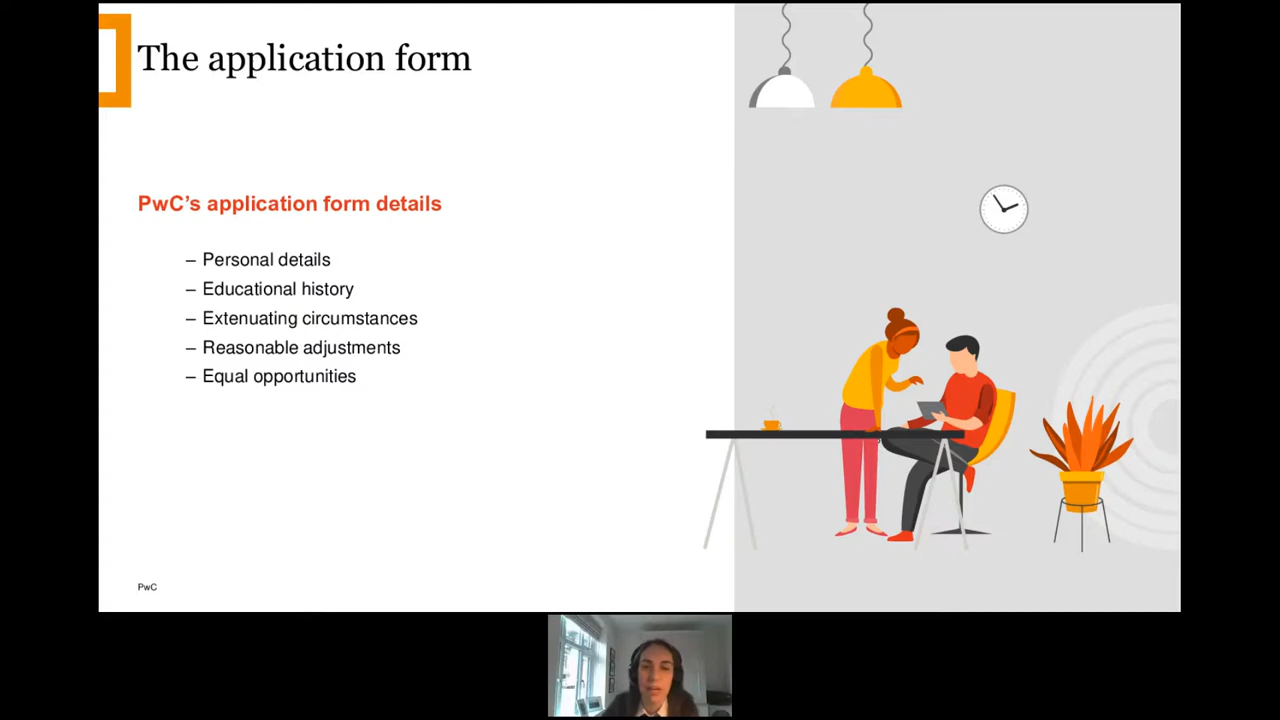 The application form
PwC’s application form details
– Personal details
– Educational history
– Extenuating circumstances
– Reasonable adjustments
– Equal opportunities
PwC